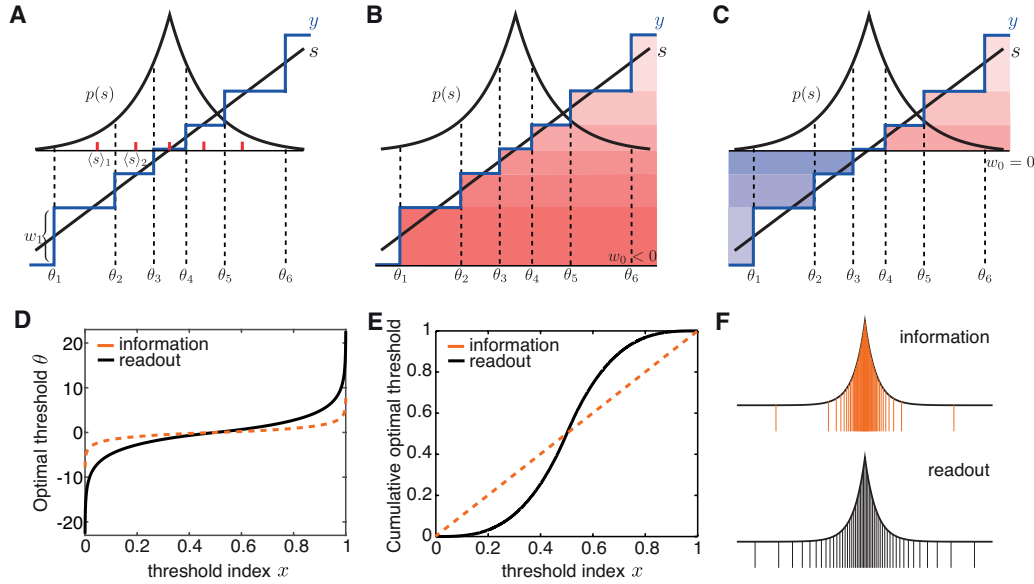 A
y
s
p(s)
⟨s⟩₁
⟨s⟩₂
w₁
θ₁
θ₂
θ₃
θ₄
θ₅
θ₆
B
y
s
p(s)
w₀ < 0
θ₁
θ₂
θ₃
θ₄
θ₅
θ₆
C
y
s
p(s)
w₀ = 0
θ₁
θ₂
θ₃
θ₄
θ₅
θ₆
D
Optimal threshold θ
20
10
0
-10
-20
information
readout
0
0.2
0.4
0.6
0.8
1
threshold index x
E
Cumulative optimal threshold
1
0.8
0.6
0.4
0.2
0
information
readout
0
0.2
0.4
0.6
0.8
1
threshold index x
F
information
readout